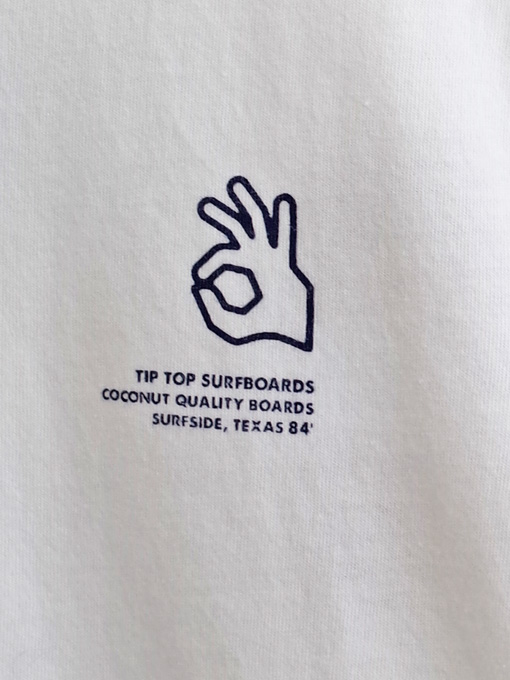 TIP TOP SURFBOARDS
COCONUT QUALITY BOARDS
SURFSIDE, TEXAS 84'